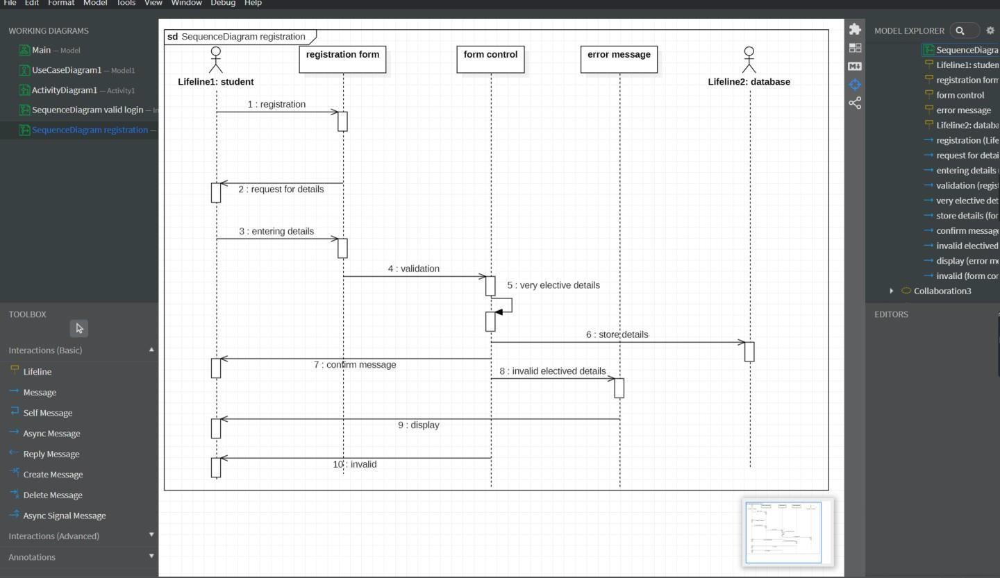 File Edit Format Model Tools View Window Debug Help
WORKING DIAGRAMS
Main — Model
UseCaseDiagram1 — Model1
ActivityDiagram1 — Activity1
SequenceDiagram valid login — In
SequenceDiagram registration —
TOOLBOX
Interactions (Basic)
Lifeline
Message
Self Message
Async Message
Reply Message
Create Message
Delete Message
Async Signal Message
Interactions (Advanced)
Annotations
sd SequenceDiagram registration
registration form
form control
error message
Lifeline1: student
Lifeline2: database
1 : registration
2 : request for details
3 : entering details
4 : validation
5 : very elective details
6 : store details
7 : confirm message
8 : invalid electived details
9 : display
10 : invalid
M
MODEL EXPLORER
SequenceDiagra
Lifeline1: studen
registration form
form control
error message
Lifeline2: databa
registration (Life
request for detai
entering details
validation (regist
very elective det
store details (for
confirm message
invalid electived
display (error me
invalid (form cor
Collaboration3
EDITORS